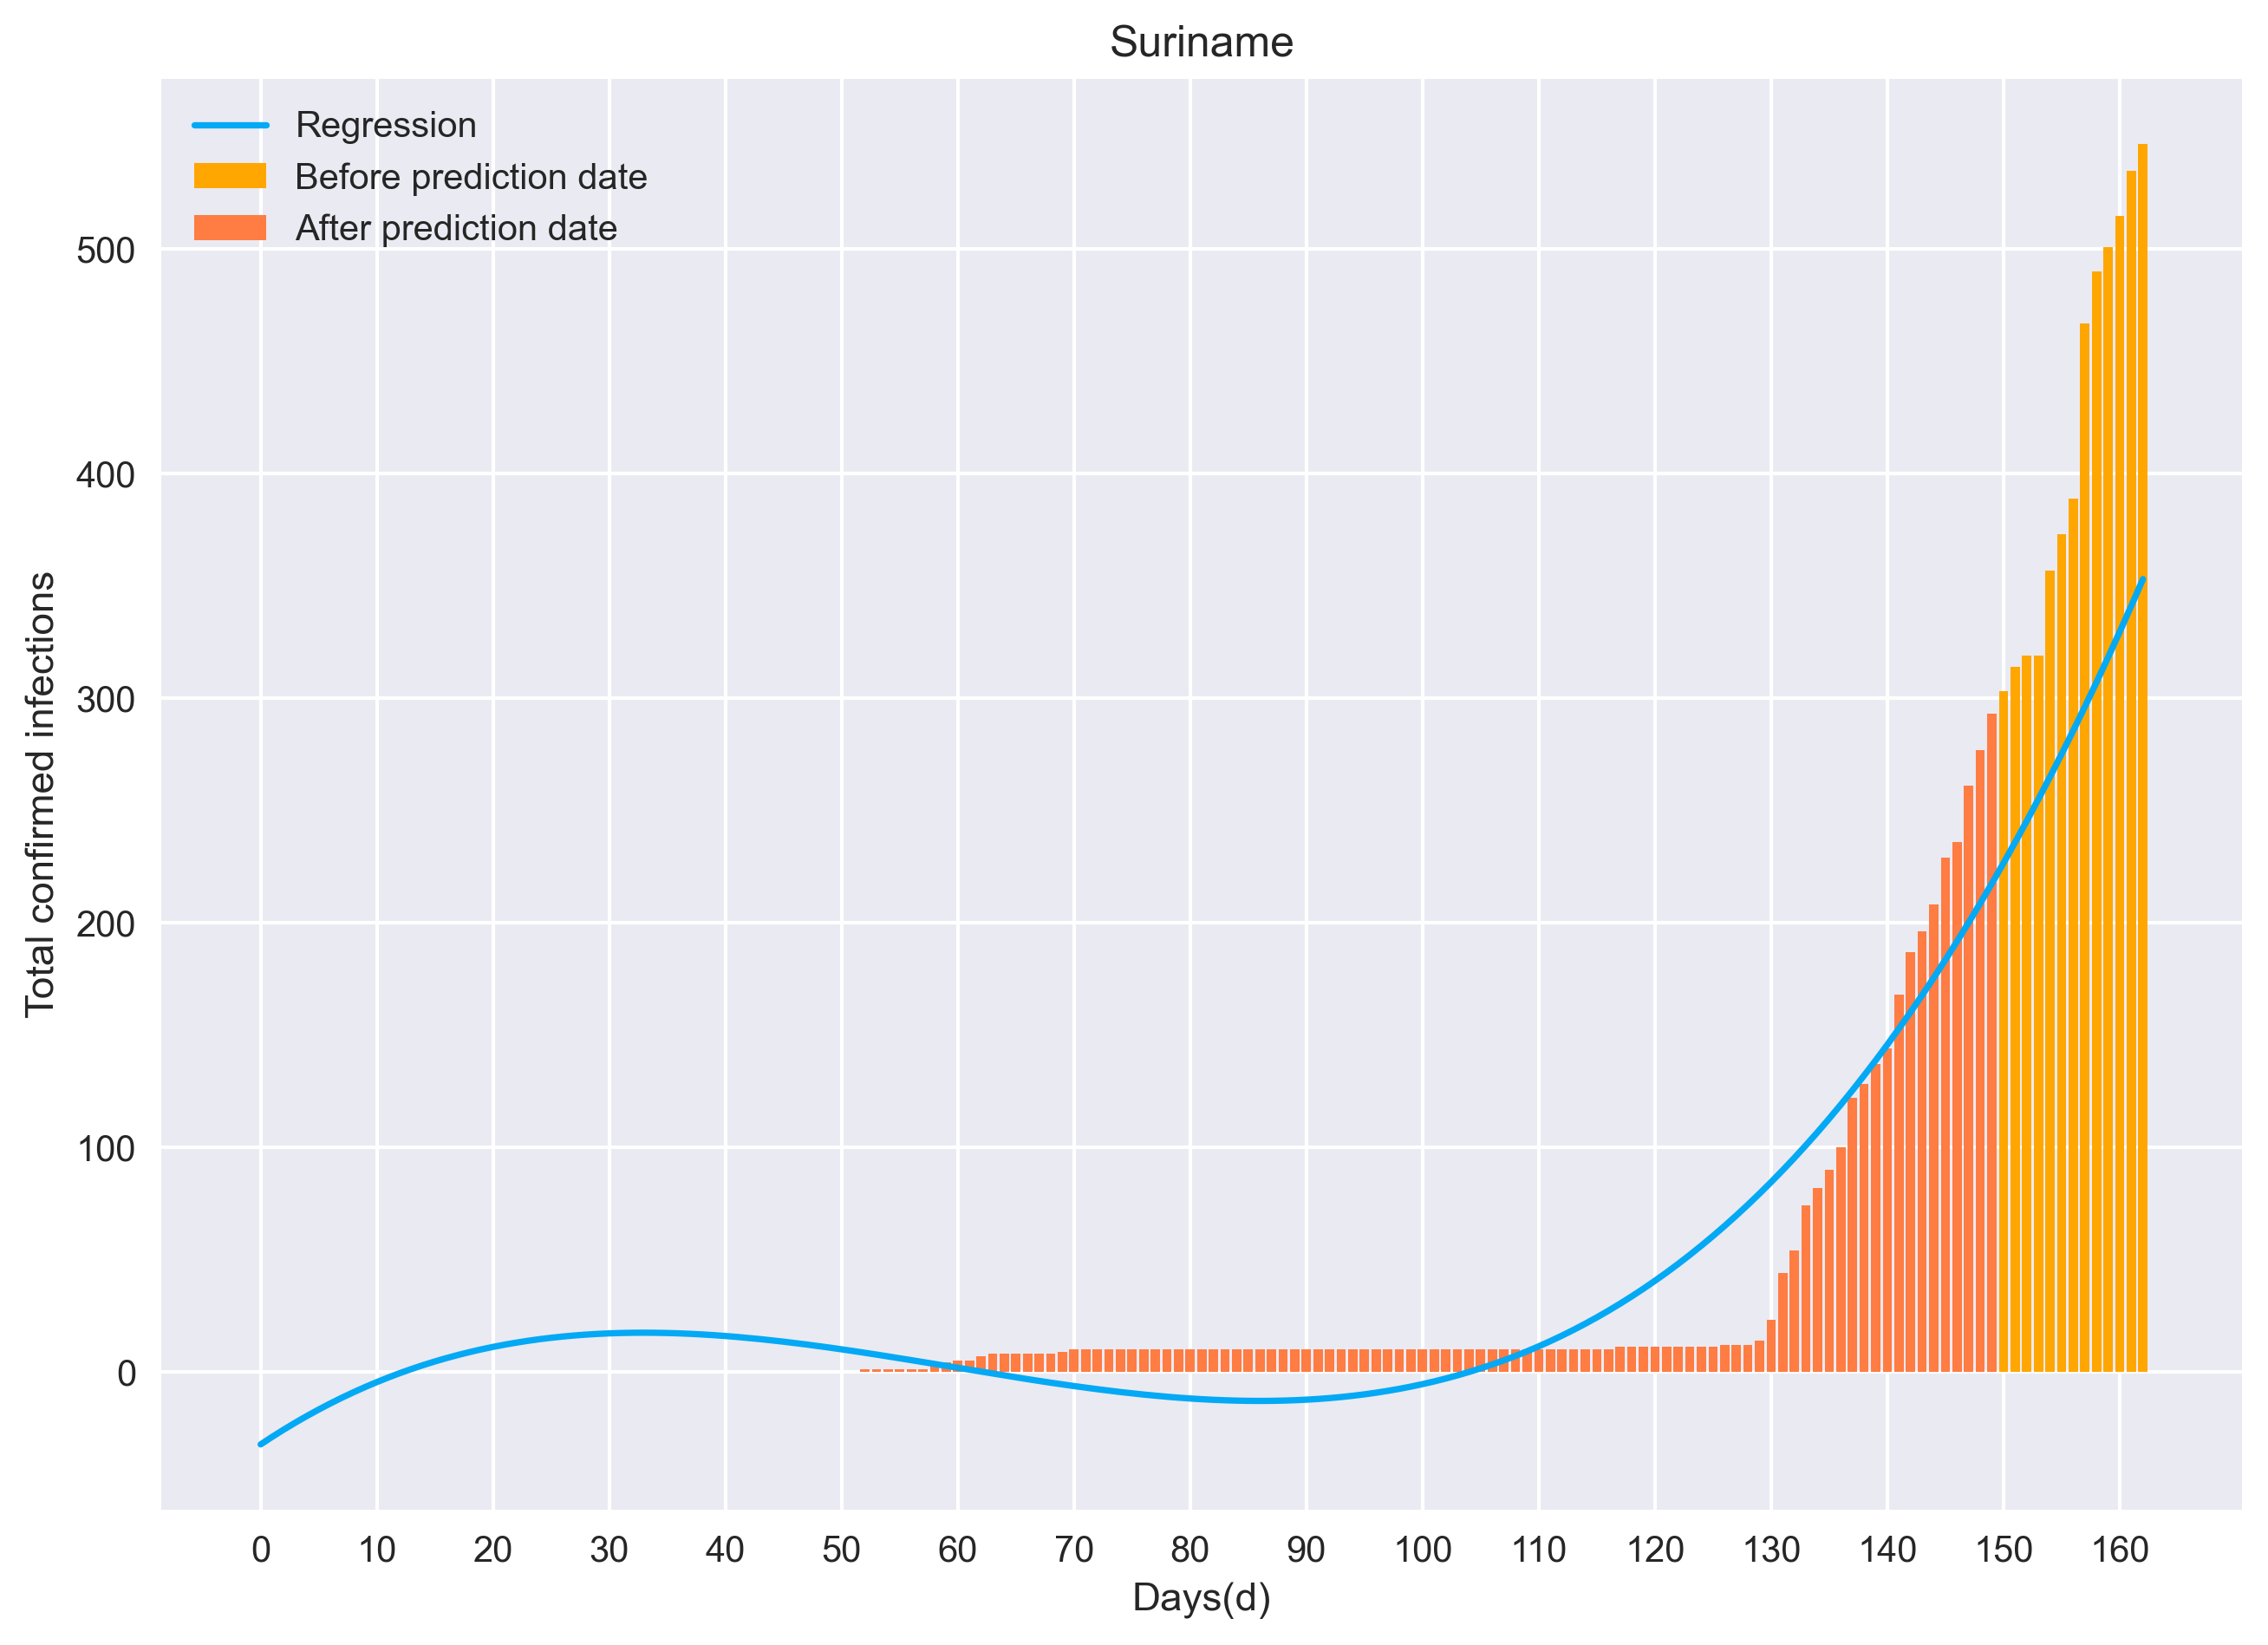 Suriname
Regression
Before prediction date
After prediction date
500
400
300
200
100
0
Total confirmed infections
0 10 20 30 40 50 60 70 80 90 100 110 120 130 140 150 160
Days(d)